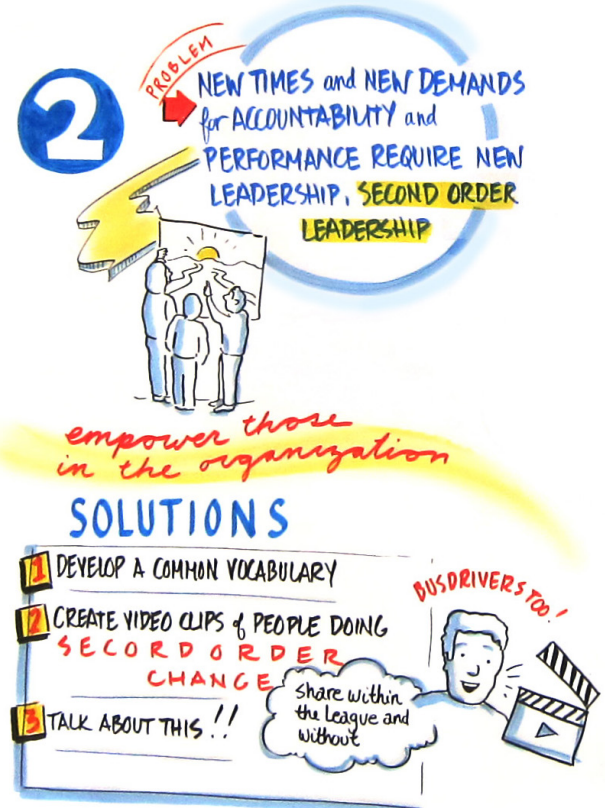 2
PROBLEM
NEW TIMES and NEW DEMANDS
for ACCOUNTABILITY and
PERFORMANCE REQUIRE NEW
LEADERSHIP, SECOND ORDER
LEADERSHIP
empower those
in the organization
SOLUTIONS
1 DEVELOP A COMMON VOCABULARY
2 CREATE VIDEO CLIPS of PEOPLE DOING
SECORD ORDER
CHANGE
3 TALK ABOUT THIS!!
BUSDRIVERS TOO!
share within
the League and
without